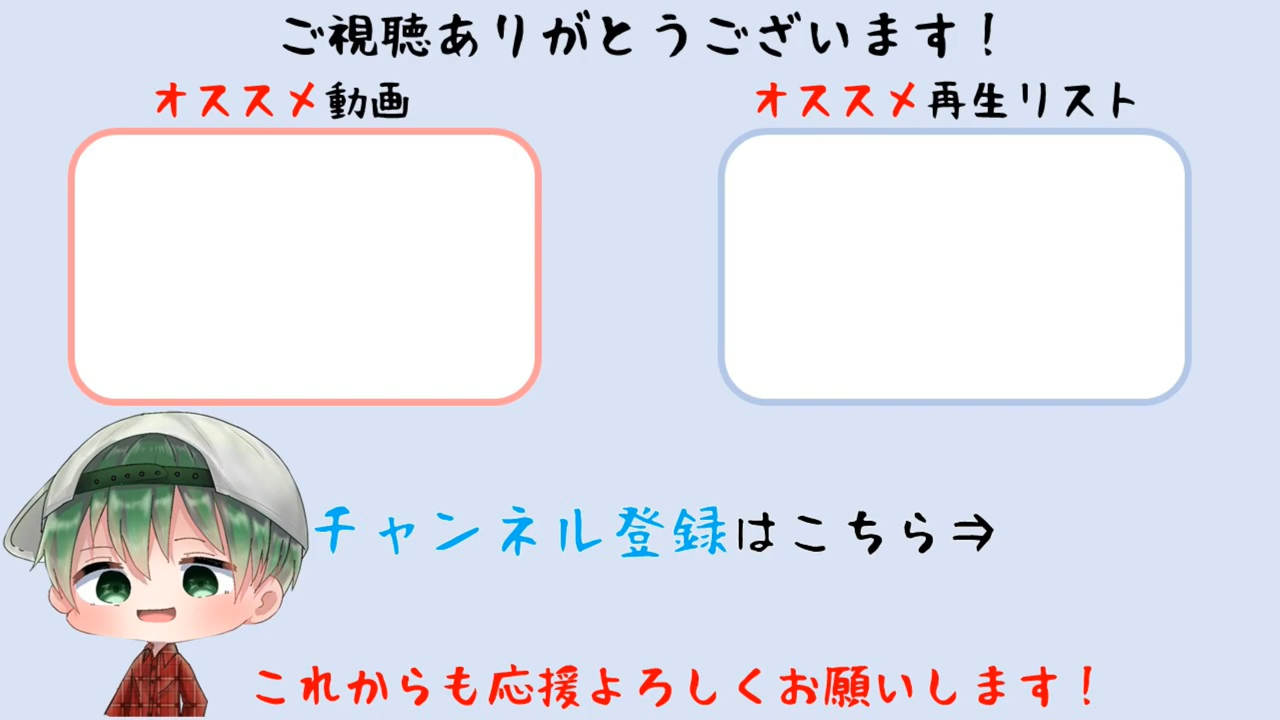 ご視聴ありがとうございます！
オススメ動画
オススメ再生リスト
チャンネル登録はこちら⇒
これからも応援よろしくお願いします！